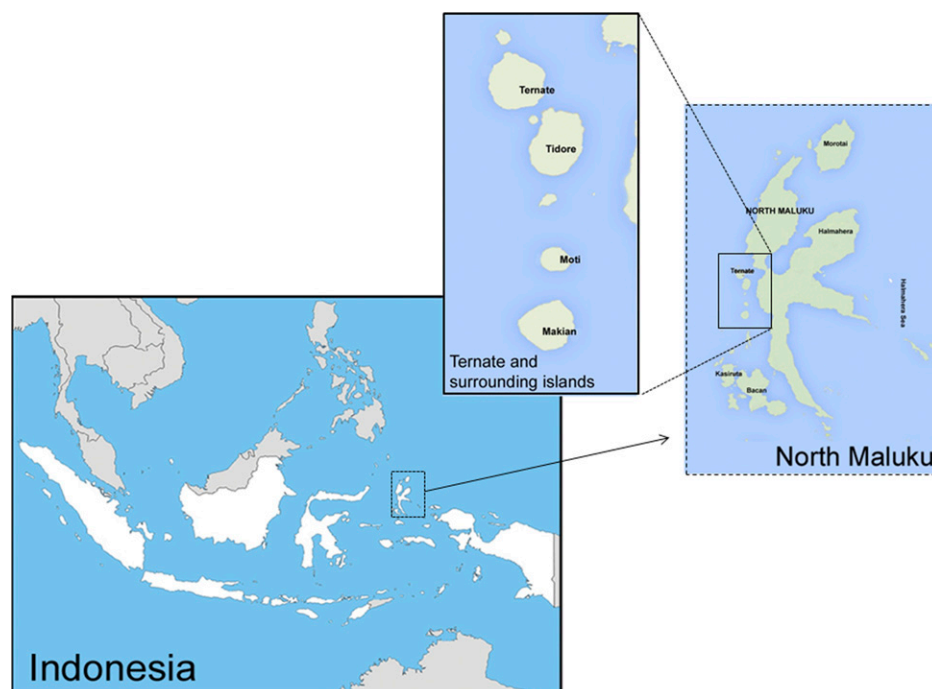 Ternate
Tidore
Moti
Makian
Ternate and
surrounding islands
Morotai
NORTH MALUKU
Halmahera
Ternate
Halmahera Sea
Kasiruta
Bacan
North Maluku
Indonesia